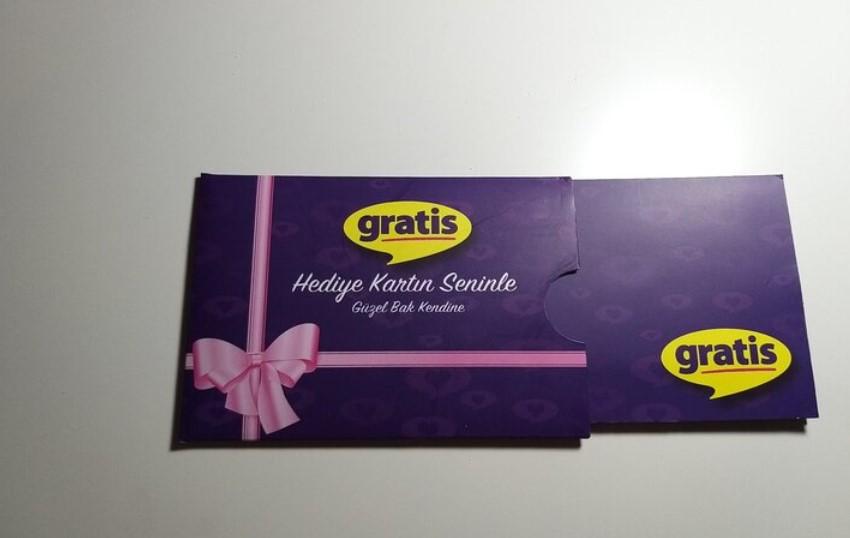 gratis
Hediye Kartın Seninle
Güzel Bak Kendine
gratis